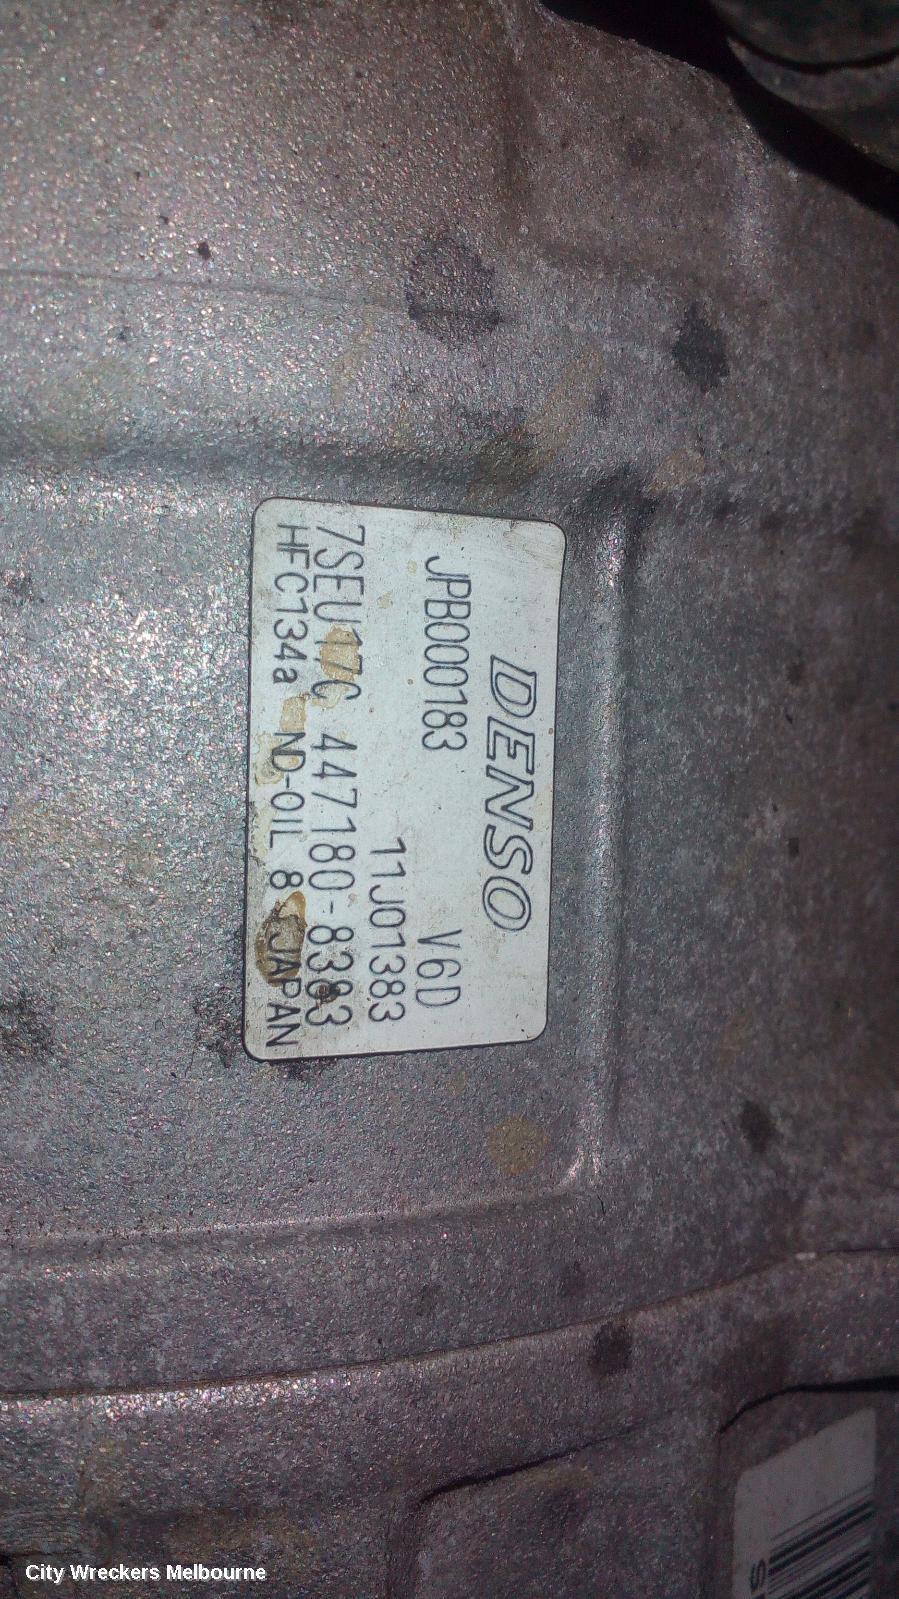 DENSO
JPB000183 V6D
11J01383
7SEU17C 447180-8383
HFC134a ND-OIL 8 JAPAN
S
City Wreckers Melbourne